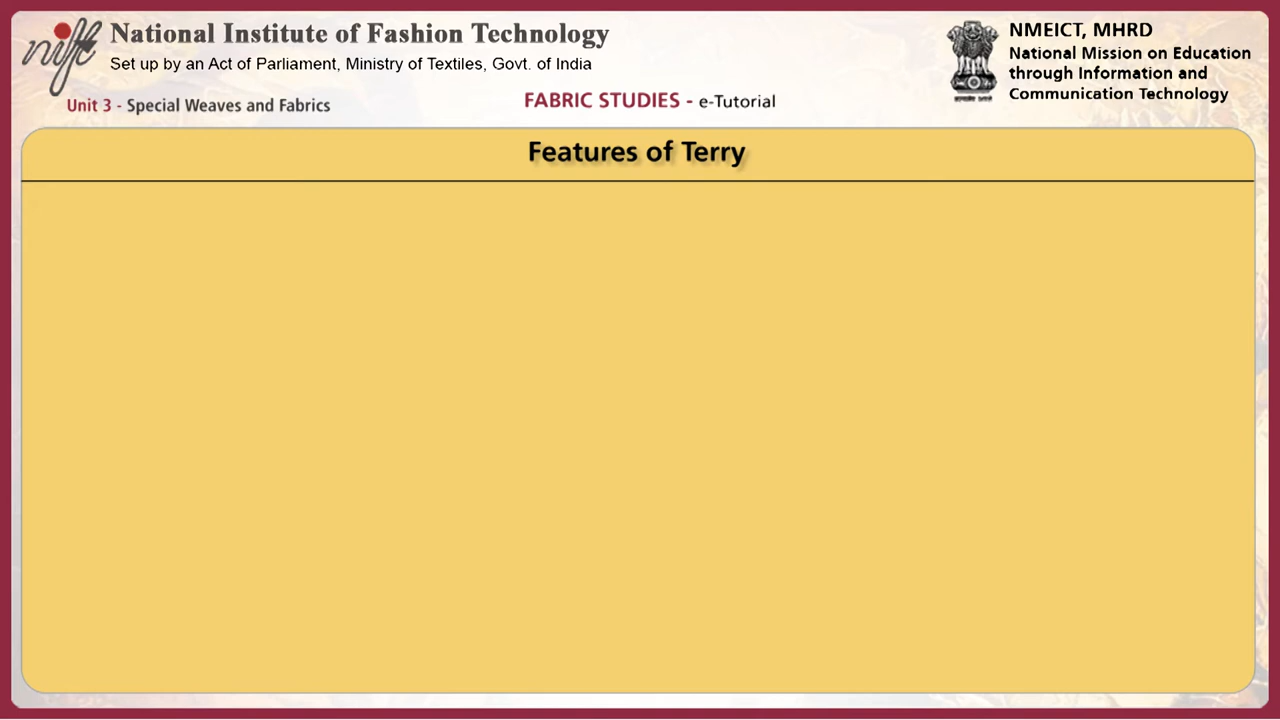 nift
National Institute of Fashion Technology
Set up by an Act of Parliament, Ministry of Textiles, Govt. of India
Unit 3 - Special Weaves and Fabrics
FABRIC STUDIES - e-Tutorial
NMEICT, MHRD
National Mission on Education
through Information and
Communication Technology
Features of Terry